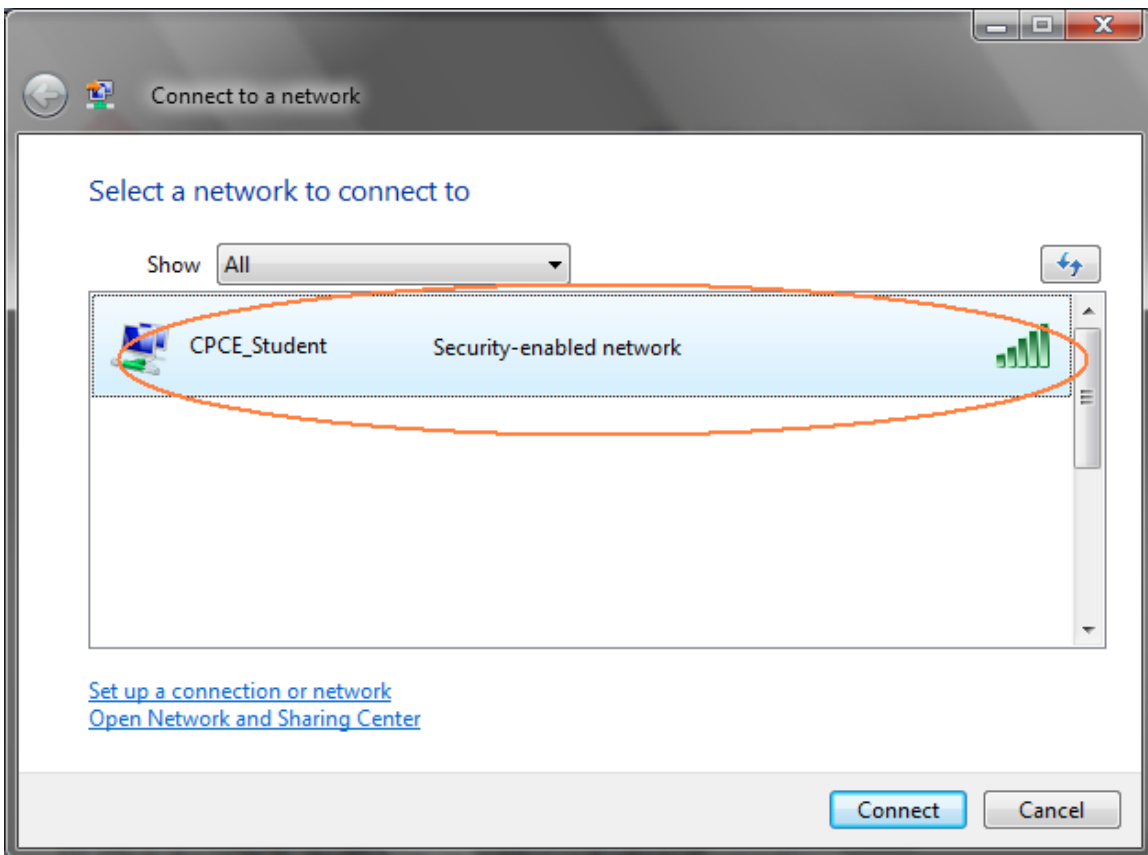 Connect to a network
Select a network to connect to
Show All
CPCE_Student Security-enabled network
Set up a connection or network
Open Network and Sharing Center
Connect Cancel